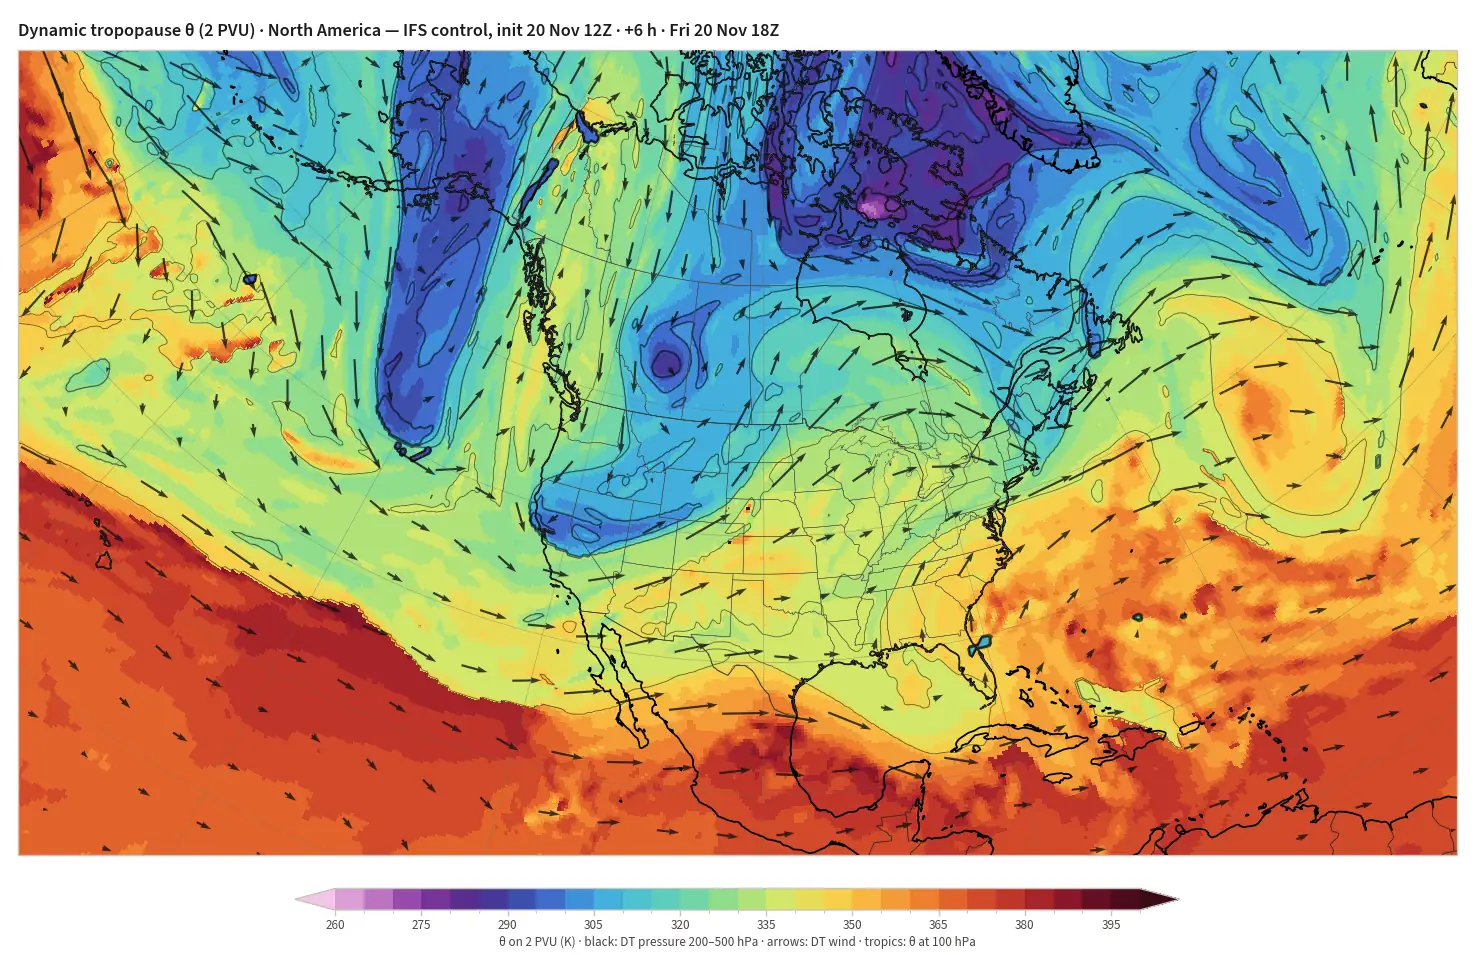 Dynamic tropopause θ (2 PVU) · North America — IFS control, init 20 Nov 12Z · +6 h · Fri 20 Nov 18Z
260 275 290 305 320 335 350 365 380 395
θ on 2 PVU (K) · black: DT pressure 200–500 hPa · arrows: DT wind · tropics: θ at 100 hPa